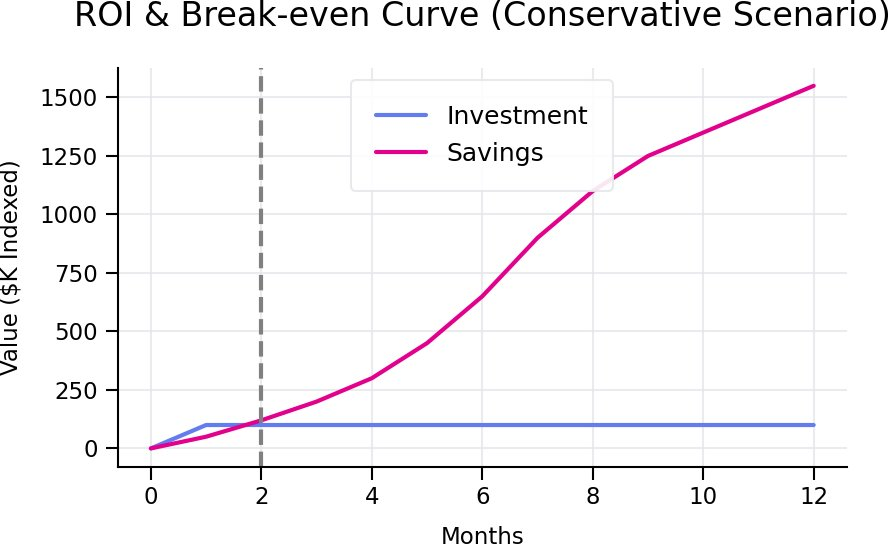 ROI & Break-even Curve (Conservative Scenario)
Value ($K Indexed)
1500
1250
1000
750
500
250
0
Investment
Savings
0 2 4 6 8 10 12
Months